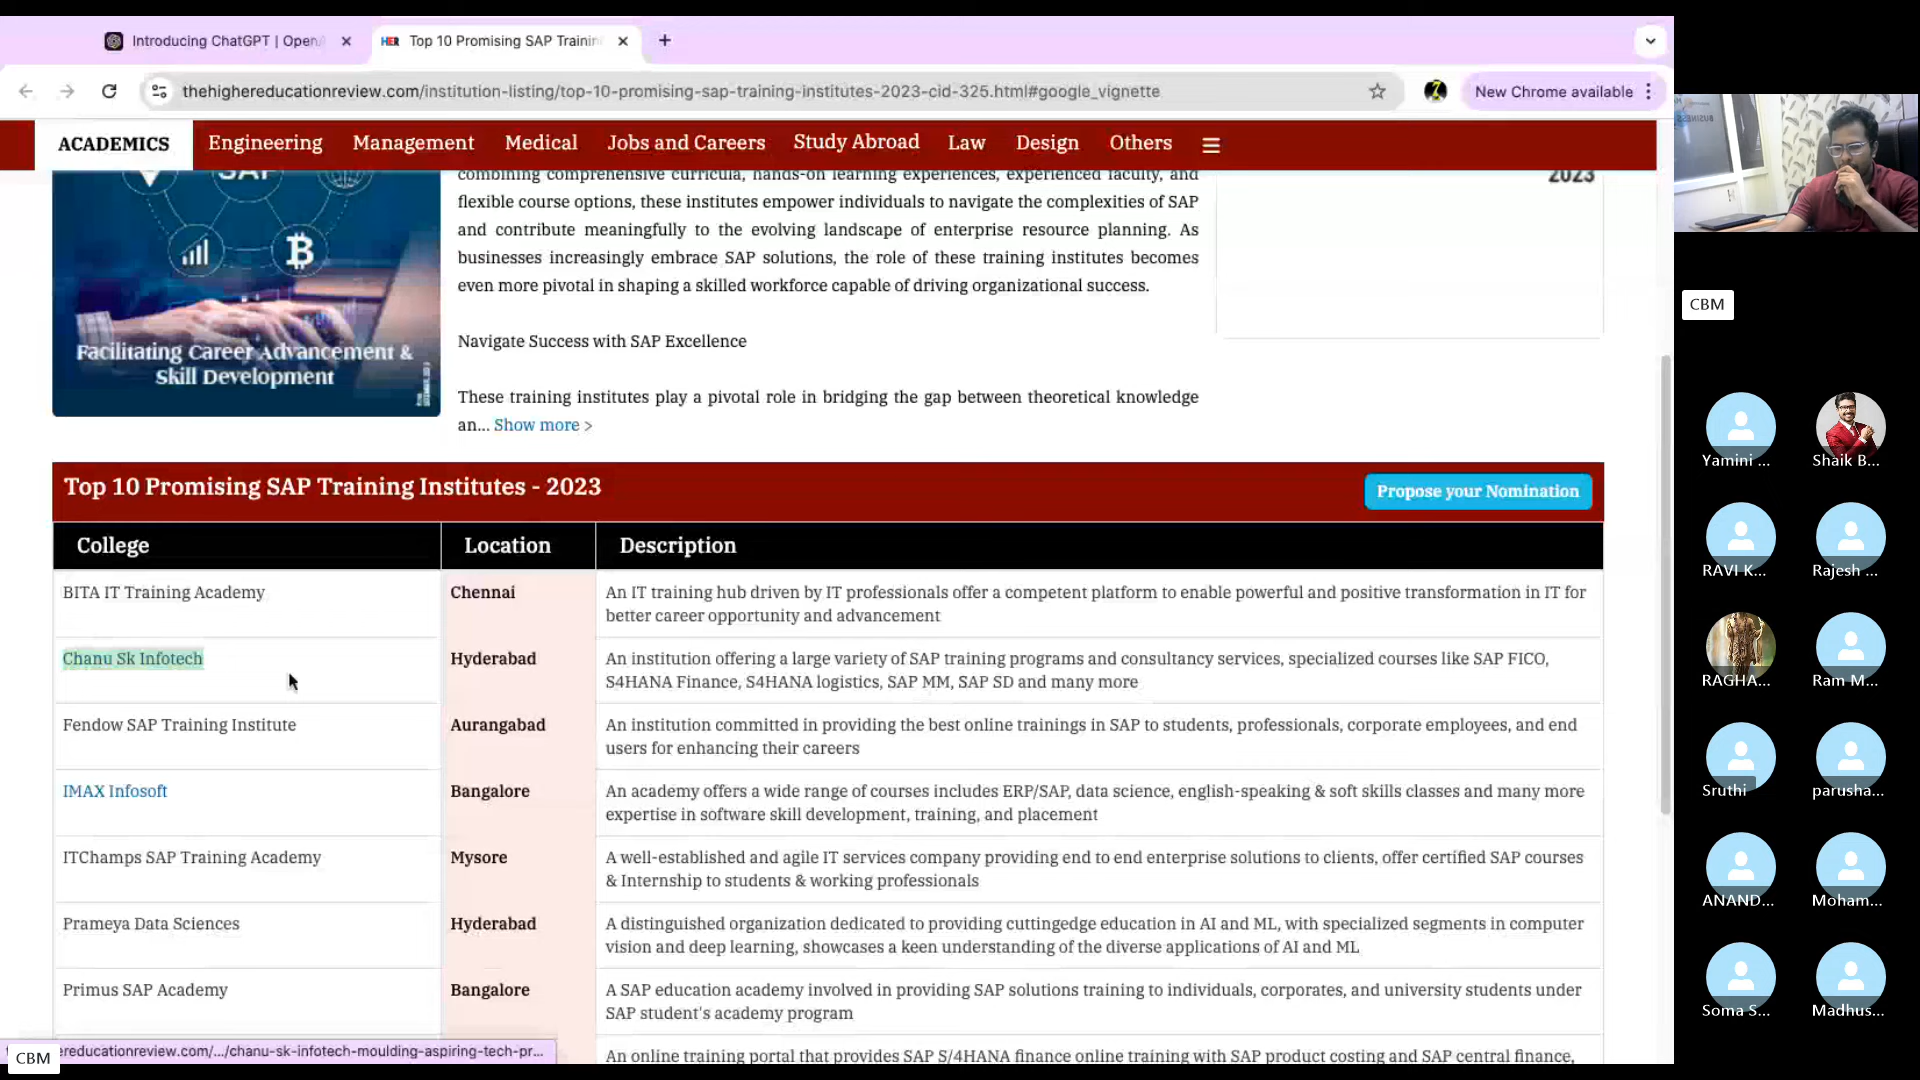 Introducing ChatGPT | Open
HER Top 10 Promising SAP Trainin
thehighereducationreview.com/institution-listing/top-10-promising-sap-training-institutes-2023-cid-325.html#google_vignette
New Chrome available
ACADEMICS Engineering Management Medical Jobs and Careers Study Abroad Law Design Others
SAP
combining comprehensive curricula, hands-on learning experiences, experienced faculty, and
flexible course options, these institutes empower individuals to navigate the complexities of SAP
and contribute meaningfully to the evolving landscape of enterprise resource planning. As
businesses increasingly embrace SAP solutions, the role of these training institutes becomes
even more pivotal in shaping a skilled workforce capable of driving organizational success.
Navigate Success with SAP Excellence
These training institutes play a pivotal role in bridging the gap between theoretical knowledge
an... Show more >
2023
Facilitating Career Advancement &
Skill Development
Top 10 Promising SAP Training Institutes - 2023
Propose your Nomination
College Location Description
BITA IT Training Academy Chennai An IT training hub driven by IT professionals offer a competent platform to enable powerful and positive transformation in IT for
better career opportunity and advancement
Chanu Sk Infotech Hyderabad An institution offering a large variety of SAP training programs and consultancy services, specialized courses like SAP FICO,
S4HANA Finance, S4HANA logistics, SAP MM, SAP SD and many more
Fendow SAP Training Institute Aurangabad An institution committed in providing the best online trainings in SAP to students, professionals, corporate employees, and end
users for enhancing their careers
IMAX Infosoft Bangalore An academy offers a wide range of courses includes ERP/SAP, data science, english-speaking & soft skills classes and many more
expertise in software skill development, training, and placement
ITChamps SAP Training Academy Mysore A well-established and agile IT services company providing end to end enterprise solutions to clients, offer certified SAP courses
& Internship to students & working professionals
Prameya Data Sciences Hyderabad A distinguished organization dedicated to providing cuttingedge education in AI and ML, with specialized segments in computer
vision and deep learning, showcases a keen understanding of the diverse applications of AI and ML
Primus SAP Academy Bangalore A SAP education academy involved in providing SAP solutions training to individuals, corporates, and university students under
SAP student's academy program
An online training portal that provides SAP S/4HANA finance online training with SAP product costing and SAP central finance,
ereducationreview.com/.../chanu-sk-infotech-moulding-aspiring-tech-pr...
CBM
CBM
Yamini ... Shaik B...
RAVI K... Rajesh ...
RAGHA... Ram M...
Sruthi parusha...
ANAND... Moham...
Soma S... Madhus...